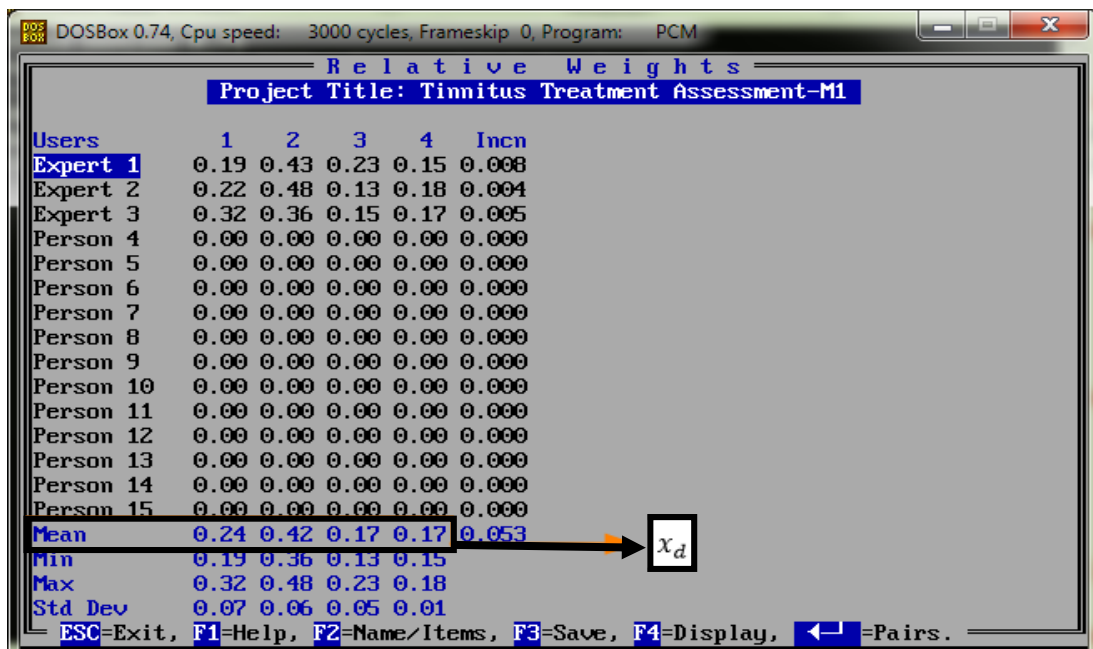 DOSBox 0.74, Cpu speed: 3000 cycles, Frameskip 0, Program: PCM
Relative Weights
Project Title: Tinnitus Treatment Assessment-M1
Users 1 2 3 4 Incn
Expert 1 0.19 0.43 0.23 0.15 0.008
Expert 2 0.22 0.48 0.13 0.18 0.004
Expert 3 0.32 0.36 0.15 0.17 0.005
Person 4 0.00 0.00 0.00 0.00 0.000
Person 5 0.00 0.00 0.00 0.00 0.000
Person 6 0.00 0.00 0.00 0.00 0.000
Person 7 0.00 0.00 0.00 0.00 0.000
Person 8 0.00 0.00 0.00 0.00 0.000
Person 9 0.00 0.00 0.00 0.00 0.000
Person 10 0.00 0.00 0.00 0.00 0.000
Person 11 0.00 0.00 0.00 0.00 0.000
Person 12 0.00 0.00 0.00 0.00 0.000
Person 13 0.00 0.00 0.00 0.00 0.000
Person 14 0.00 0.00 0.00 0.00 0.000
Person 15 0.00 0.00 0.00 0.00 0.000
Mean 0.24 0.42 0.17 0.17 0.053
x_d
Min 0.19 0.36 0.13 0.15
Max 0.32 0.48 0.23 0.18
Std Dev 0.07 0.06 0.05 0.01
ESC=Exit, F1=Help, F2=Name/Items, F3=Save, F4=Display, ◄─┘=Pairs.